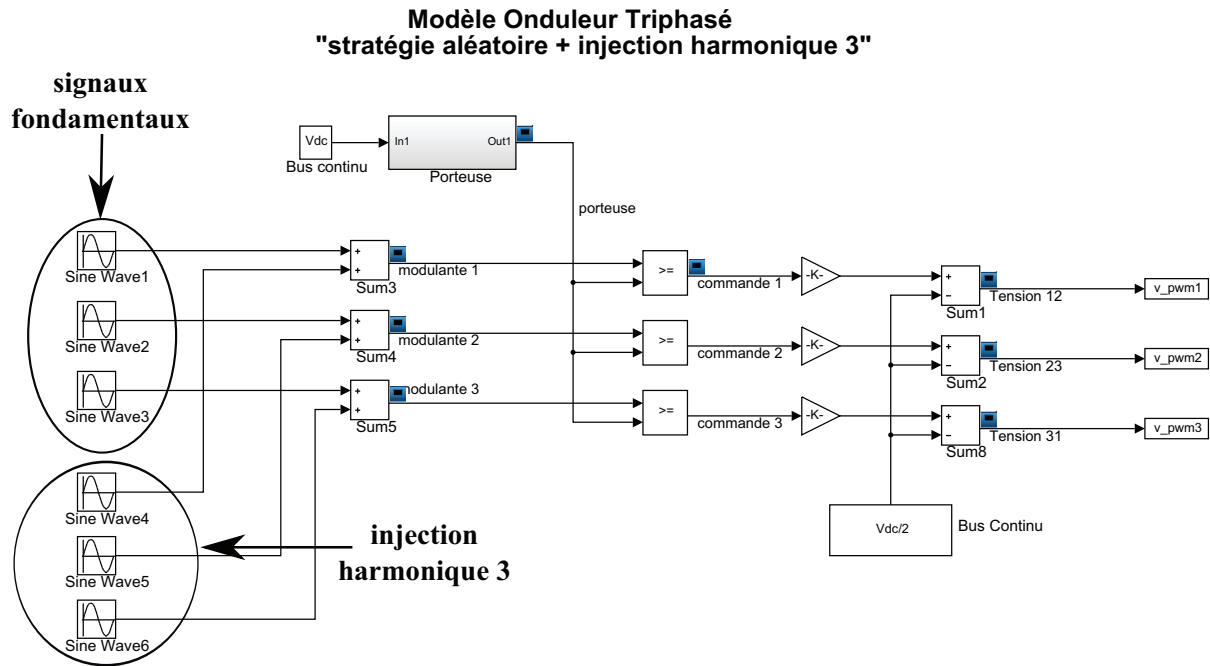 Modèle Onduleur Triphasé
"stratégie aléatoire + injection harmonique 3"
signaux
fondamentaux
Vdc
Bus continu
In1
Out1
Porteuse
porteuse
Sine Wave1
+
+
Sum3
modulante 1
>=
commande 1
-K-
+
−
Sum1
Tension 12
v_pwm1
Sine Wave2
+
+
Sum4
modulante 2
>=
commande 2
-K-
+
−
Sum2
Tension 23
v_pwm2
Sine Wave3
+
+
Sum5
modulante 3
>=
commande 3
-K-
+
−
Sum8
Tension 31
v_pwm3
Sine Wave4
Sine Wave5
Sine Wave6
injection
harmonique 3
Vdc/2
Bus Continu